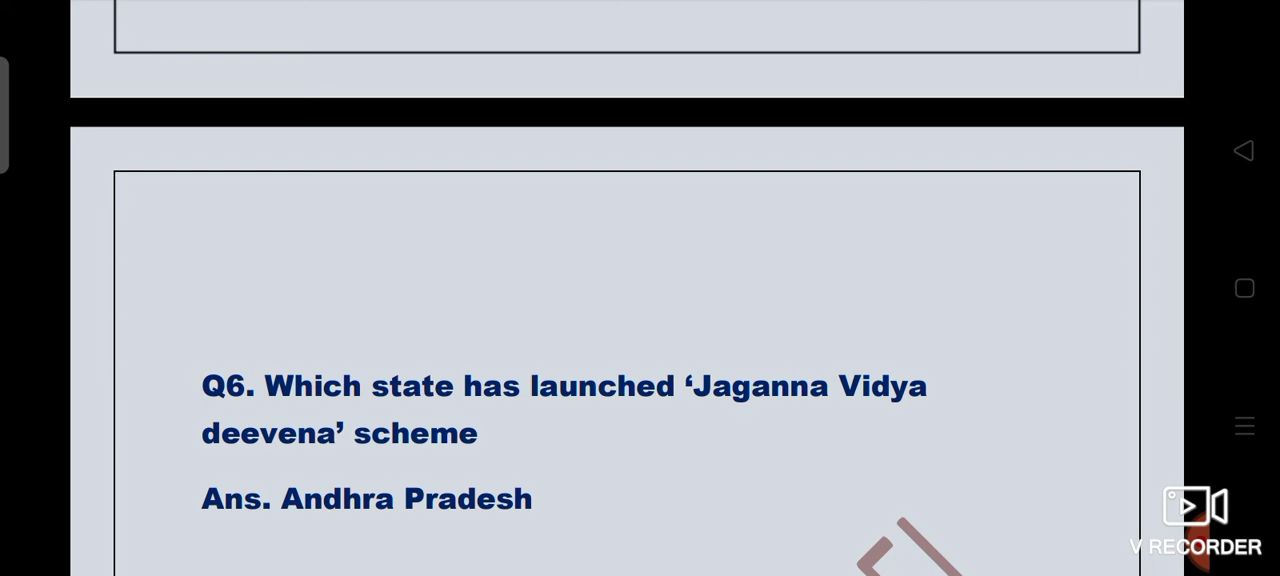 Q6. Which state has launched ‘Jaganna Vidya
deevena’ scheme
Ans. Andhra Pradesh
V RECORDER